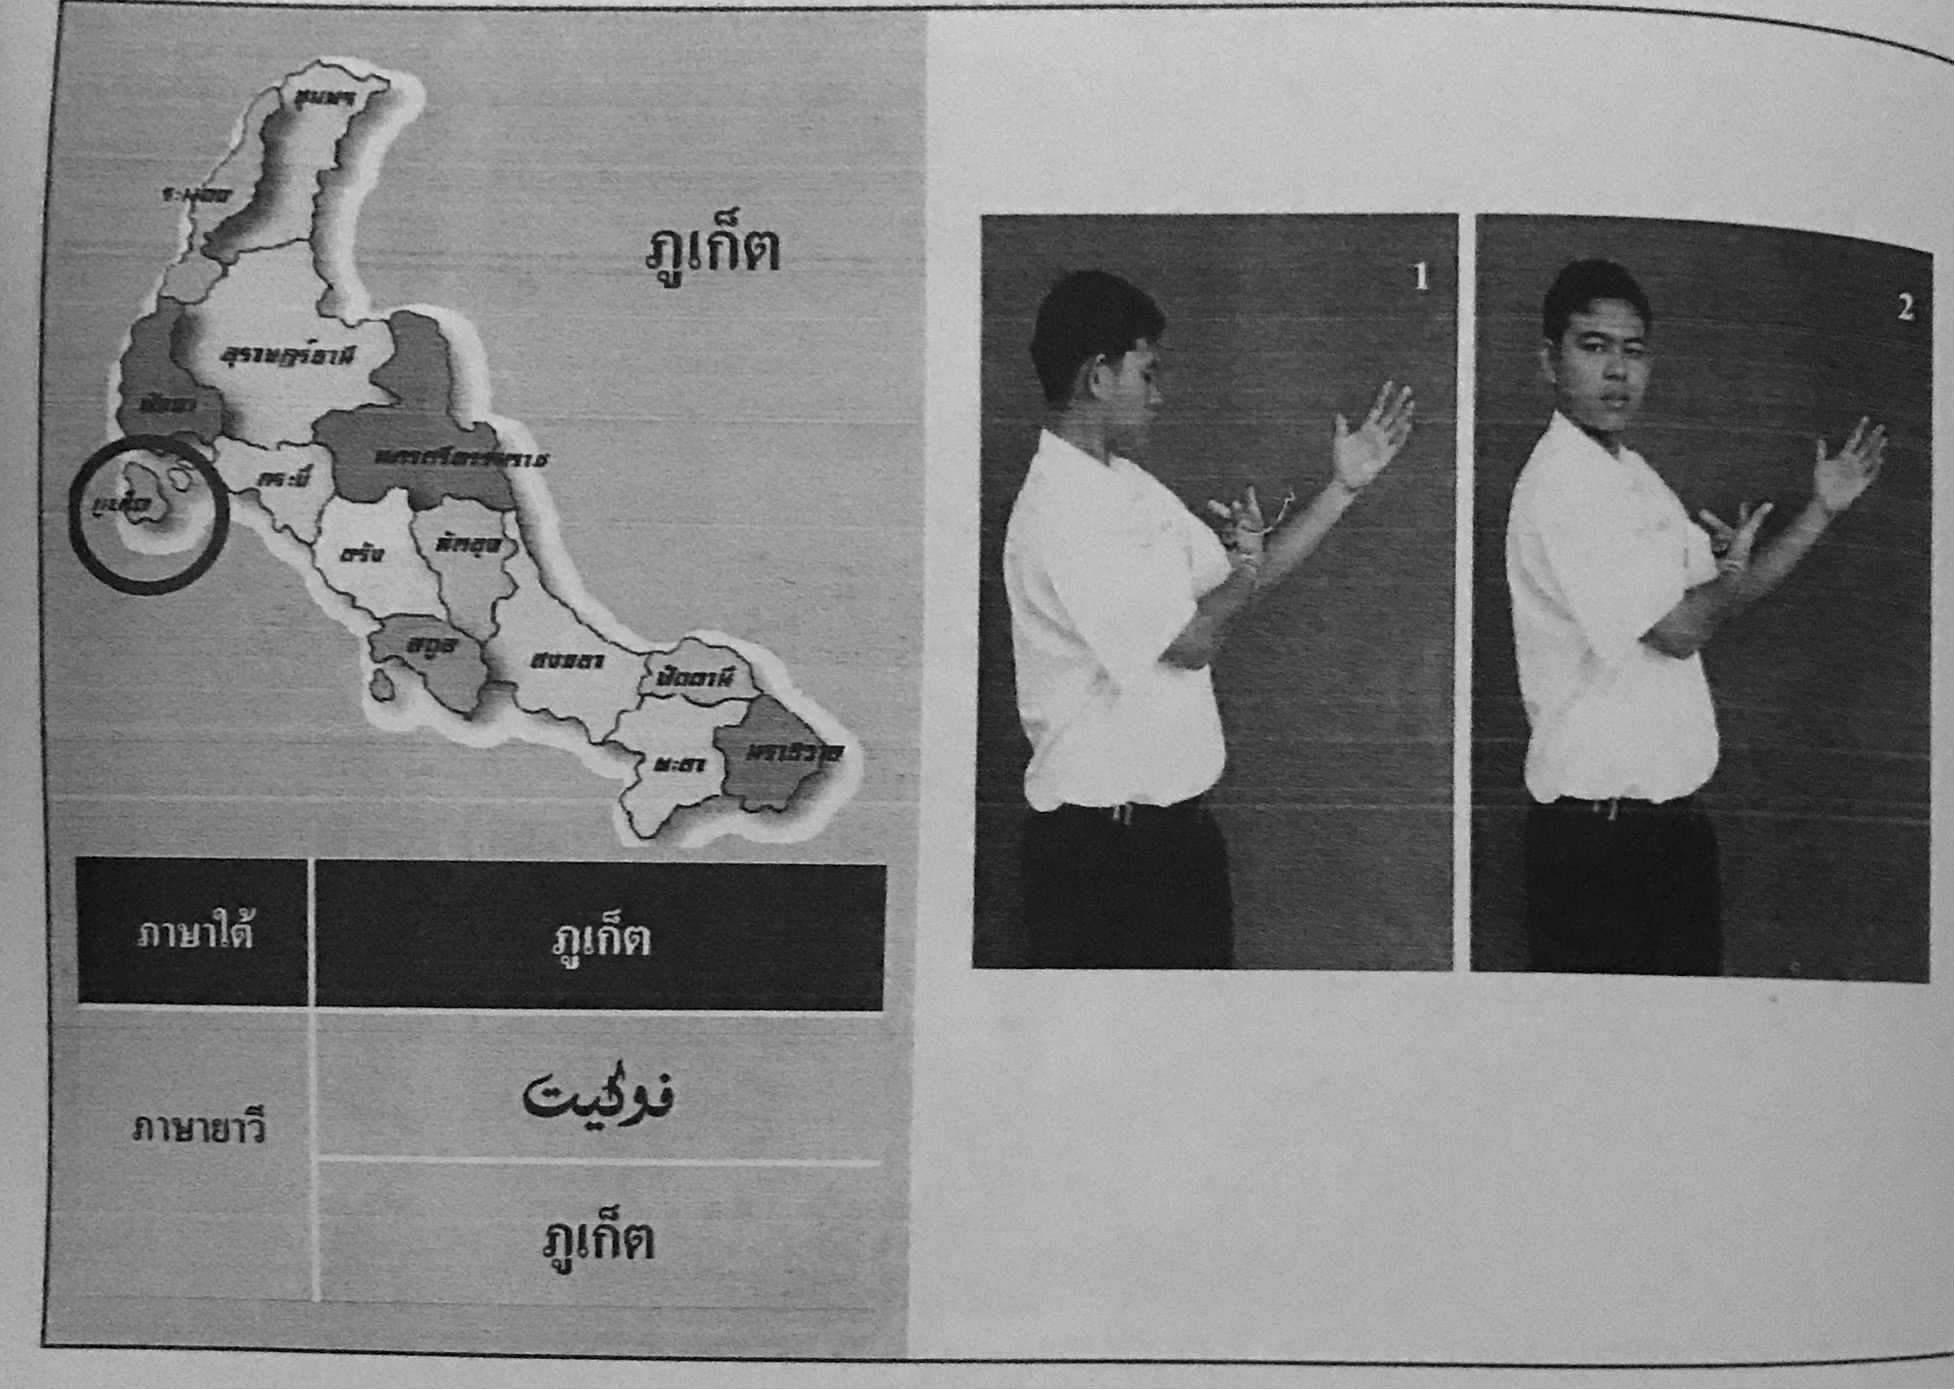 ชุมพร
ระนอง
ภูเก็ต
1
2
สุราษฎร์ธานี
พังงา
นครศรีธรรมราช
กระบี่
ภูเก็ต
ตรัง
พัทลุง
สตูล
สงขลา
ปัตตานี
ยะลา
นราธิวาส
ภาษาใต้ ภูเก็ต
ภาษายาวี
فوكيت
ภูเก็ต